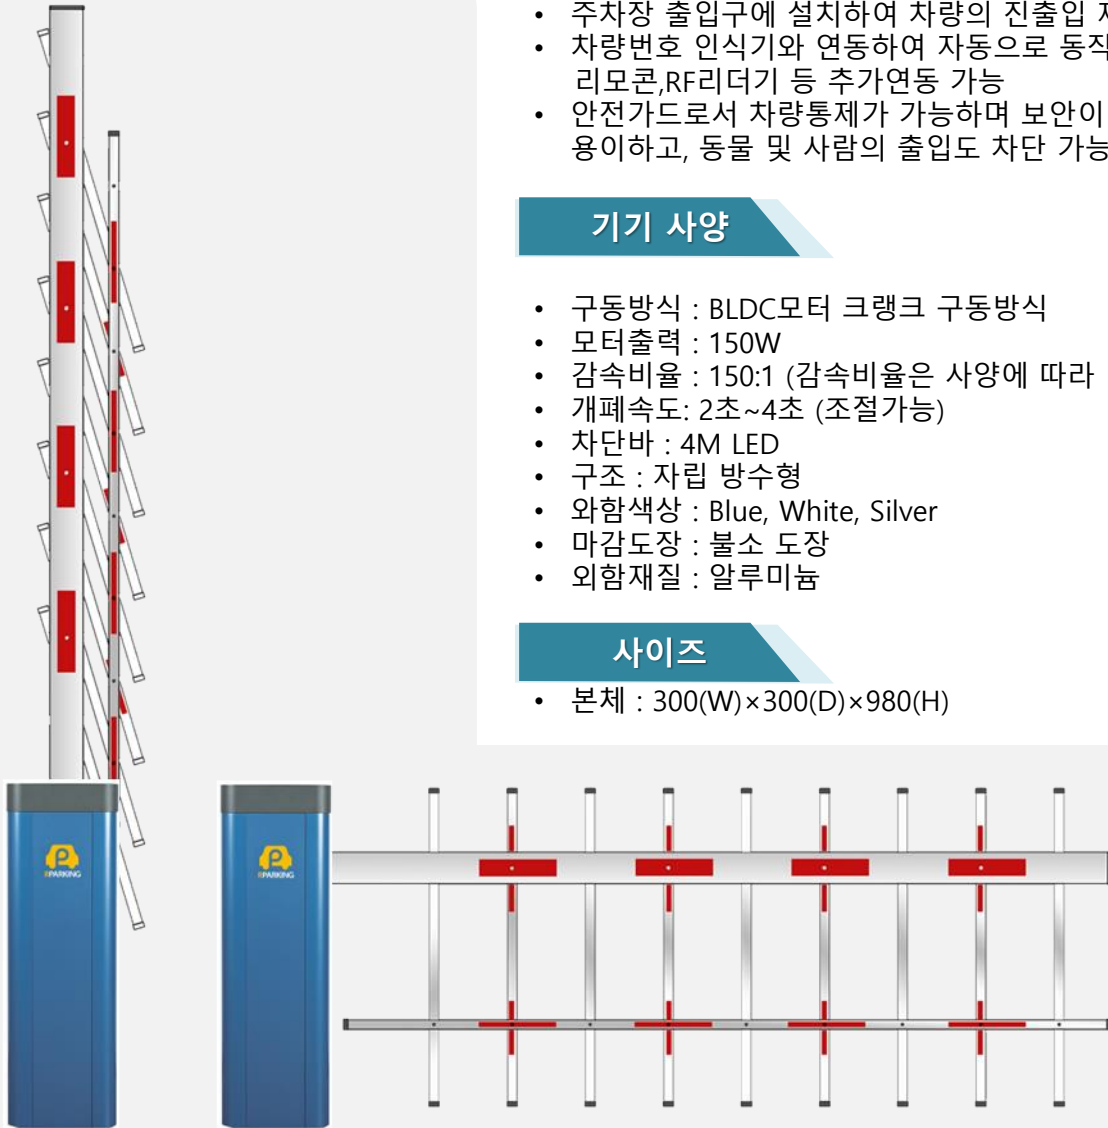 • 주차장 출입구에 설치하여 차량의 진출입
• 차량번호 인식기와 연동하여 자동으로
리모콘,RF리더기 등 추가연동 가능
• 안전가드로서 차량통제가 가능하며 보안이
용이하고, 동물 및 사람의 출입도 차단 가능
기기 사양
• 구동방식 : BLDC모터 크랭크 구동방식
• 모터출력 : 150W
• 감속비율 : 150:1 (감속비율은 사양에 따라
• 개폐속도: 2초~4초 (조절가능)
• 차단바 : 4M LED
• 구조 : 자립 방수형
• 와함색상 : Blue, White, Silver
• 마감도장 : 불소 도장
• 외함재질 : 알루미늄
사이즈
• 본체 : 300(W)×300(D)×980(H)
P
P